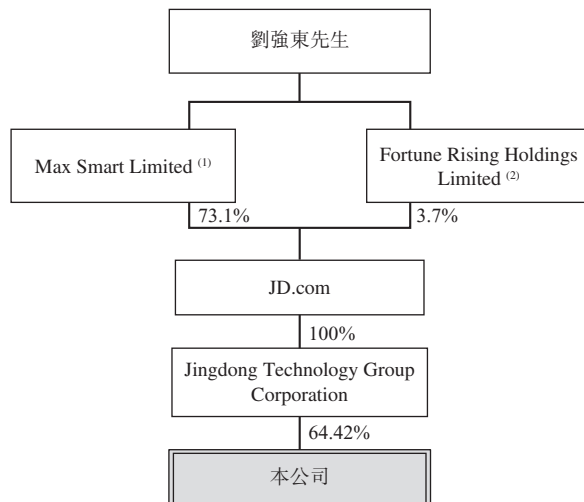 劉強東先生
Max Smart Limited (1)
Fortune Rising Holdings
Limited (2)
73.1%
3.7%
JD.com
100%
Jingdong Technology Group
Corporation
64.42%
本公司